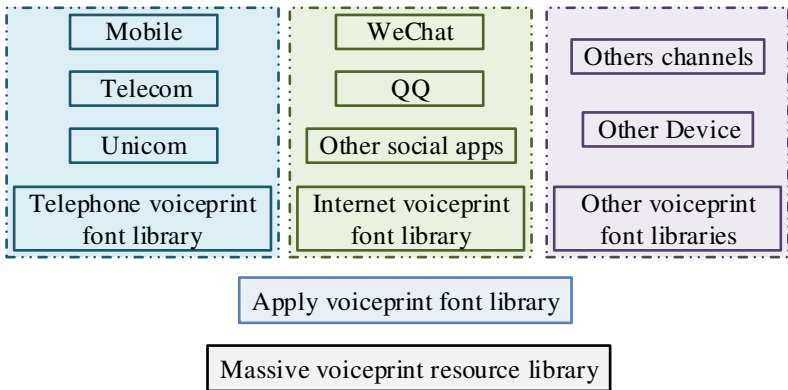 Mobile
Telecom
Unicom
Telephone voiceprint
font library
WeChat
QQ
Other social apps
Internet voiceprint
font library
Others channels
Other Device
Other voiceprint
font libraries
Apply voiceprint font library
Massive voiceprint resource library